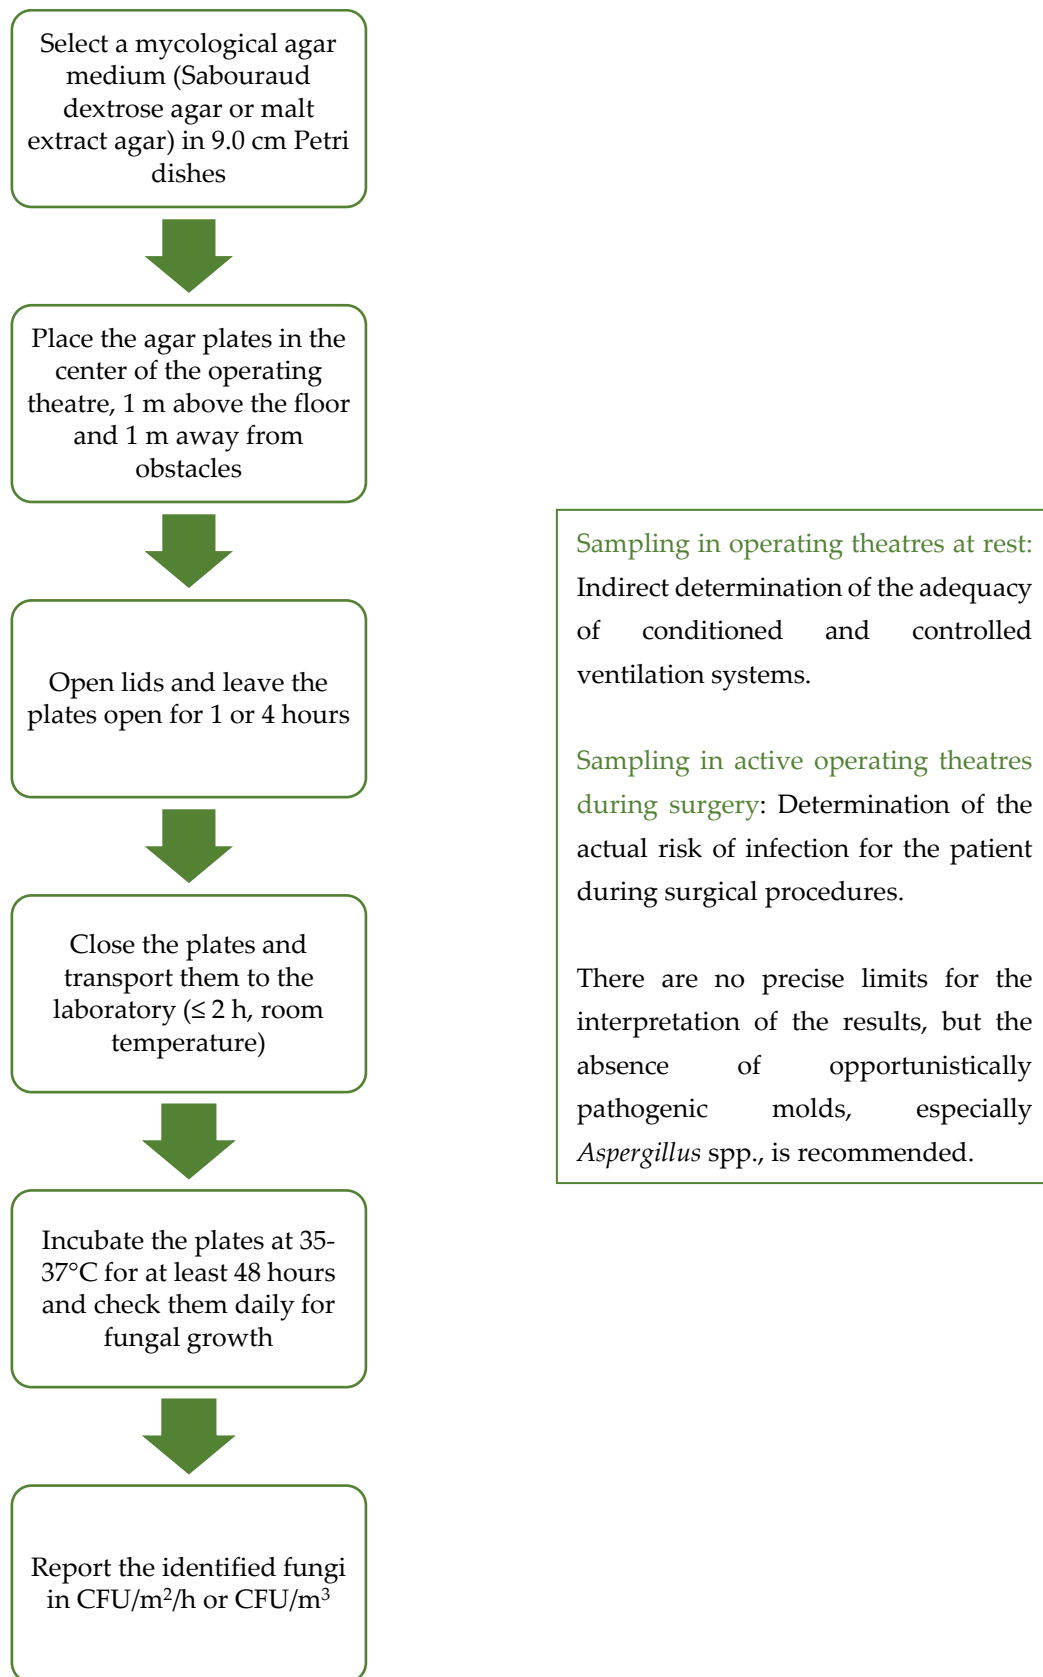 Select a mycological agar
medium (Sabouraud
dextrose agar or malt
extract agar) in 9.0 cm Petri
dishes
Place the agar plates in the
center of the operating
theatre, 1 m above the floor
and 1 m away from
obstacles
Open lids and leave the
plates open for 1 or 4 hours
Close the plates and
transport them to the
laboratory (≤ 2 h, room
temperature)
Incubate the plates at 35-
37°C for at least 48 hours
and check them daily for
fungal growth
Report the identified fungi
in CFU/m²/h or CFU/m³
Sampling in operating theatres at rest:
Indirect determination of the adequacy
of conditioned and controlled
ventilation systems.
Sampling in active operating theatres
during surgery: Determination of the
actual risk of infection for the patient
during surgical procedures.
There are no precise limits for the
interpretation of the results, but the
absence of opportunistically
pathogenic molds, especially
Aspergillus spp., is recommended.